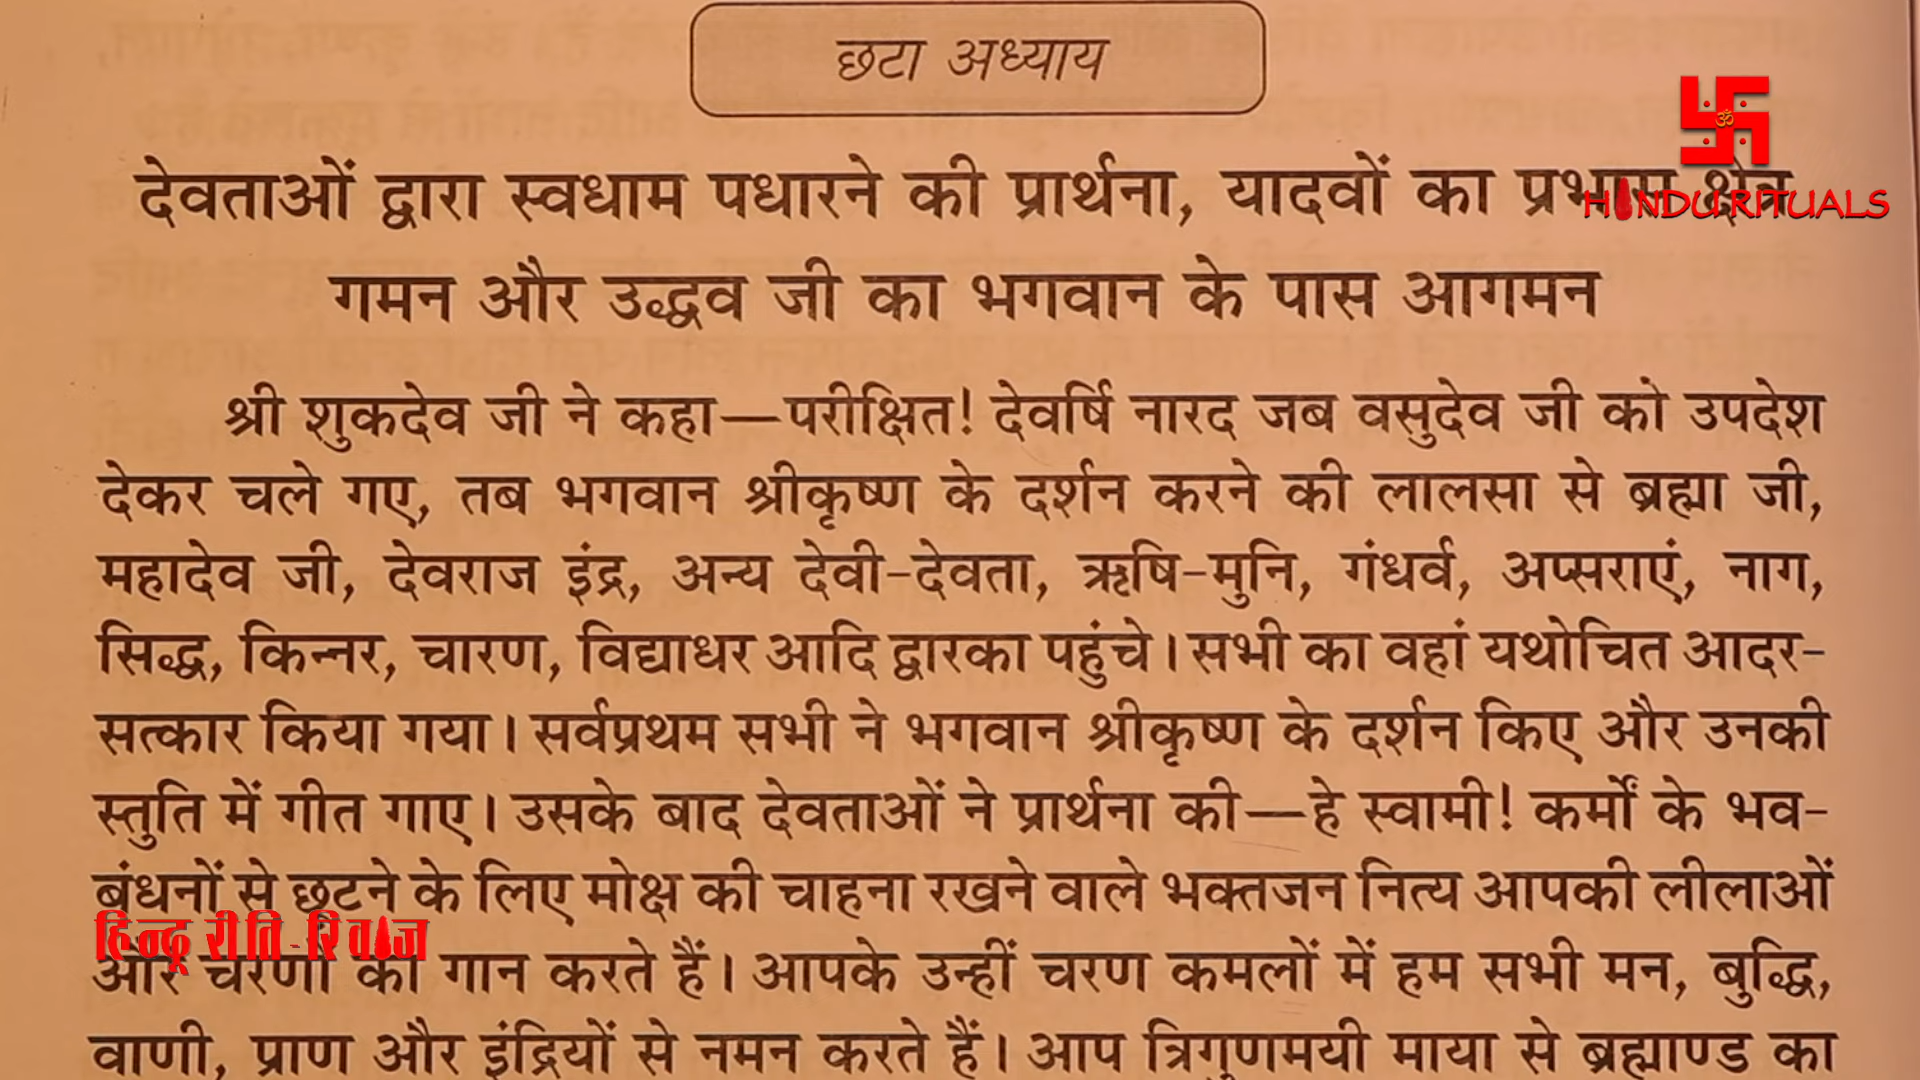 छटा अध्याय
देवताओं द्वारा स्वधाम पधारने की प्रार्थना, यादवों का प्रभास क्षेत्र
गमन और उद्धव जी का भगवान के पास आगमन
श्री शुकदेव जी ने कहा—परीक्षित! देवर्षि नारद जब वसुदेव जी को उपदेश
देकर चले गए, तब भगवान श्रीकृष्ण के दर्शन करने की लालसा से ब्रह्मा जी,
महादेव जी, देवराज इंद्र, अन्य देवी-देवता, ऋषि-मुनि, गंधर्व, अप्सराएं, नाग,
सिद्ध, किन्नर, चारण, विद्याधर आदि द्वारका पहुंचे। सभी का वहां यथोचित आदर-
सत्कार किया गया। सर्वप्रथम सभी ने भगवान श्रीकृष्ण के दर्शन किए और उनकी
स्तुति में गीत गाए। उसके बाद देवताओं ने प्रार्थना की—हे स्वामी! कर्मों के भव-
बंधनों से छूटने के लिए मोक्ष की चाहना रखने वाले भक्तजन नित्य आपकी लीलाओं
और चरणों का गान करते हैं। आपके उन्हीं चरण कमलों में हम सभी मन, बुद्धि,
वाणी, प्राण और इंद्रियों से नमन करते हैं। आप त्रिगुणमयी माया से ब्रह्माण्ड का
ॐ
HINDU RITUALS
हिन्दू रीति-रिवाज